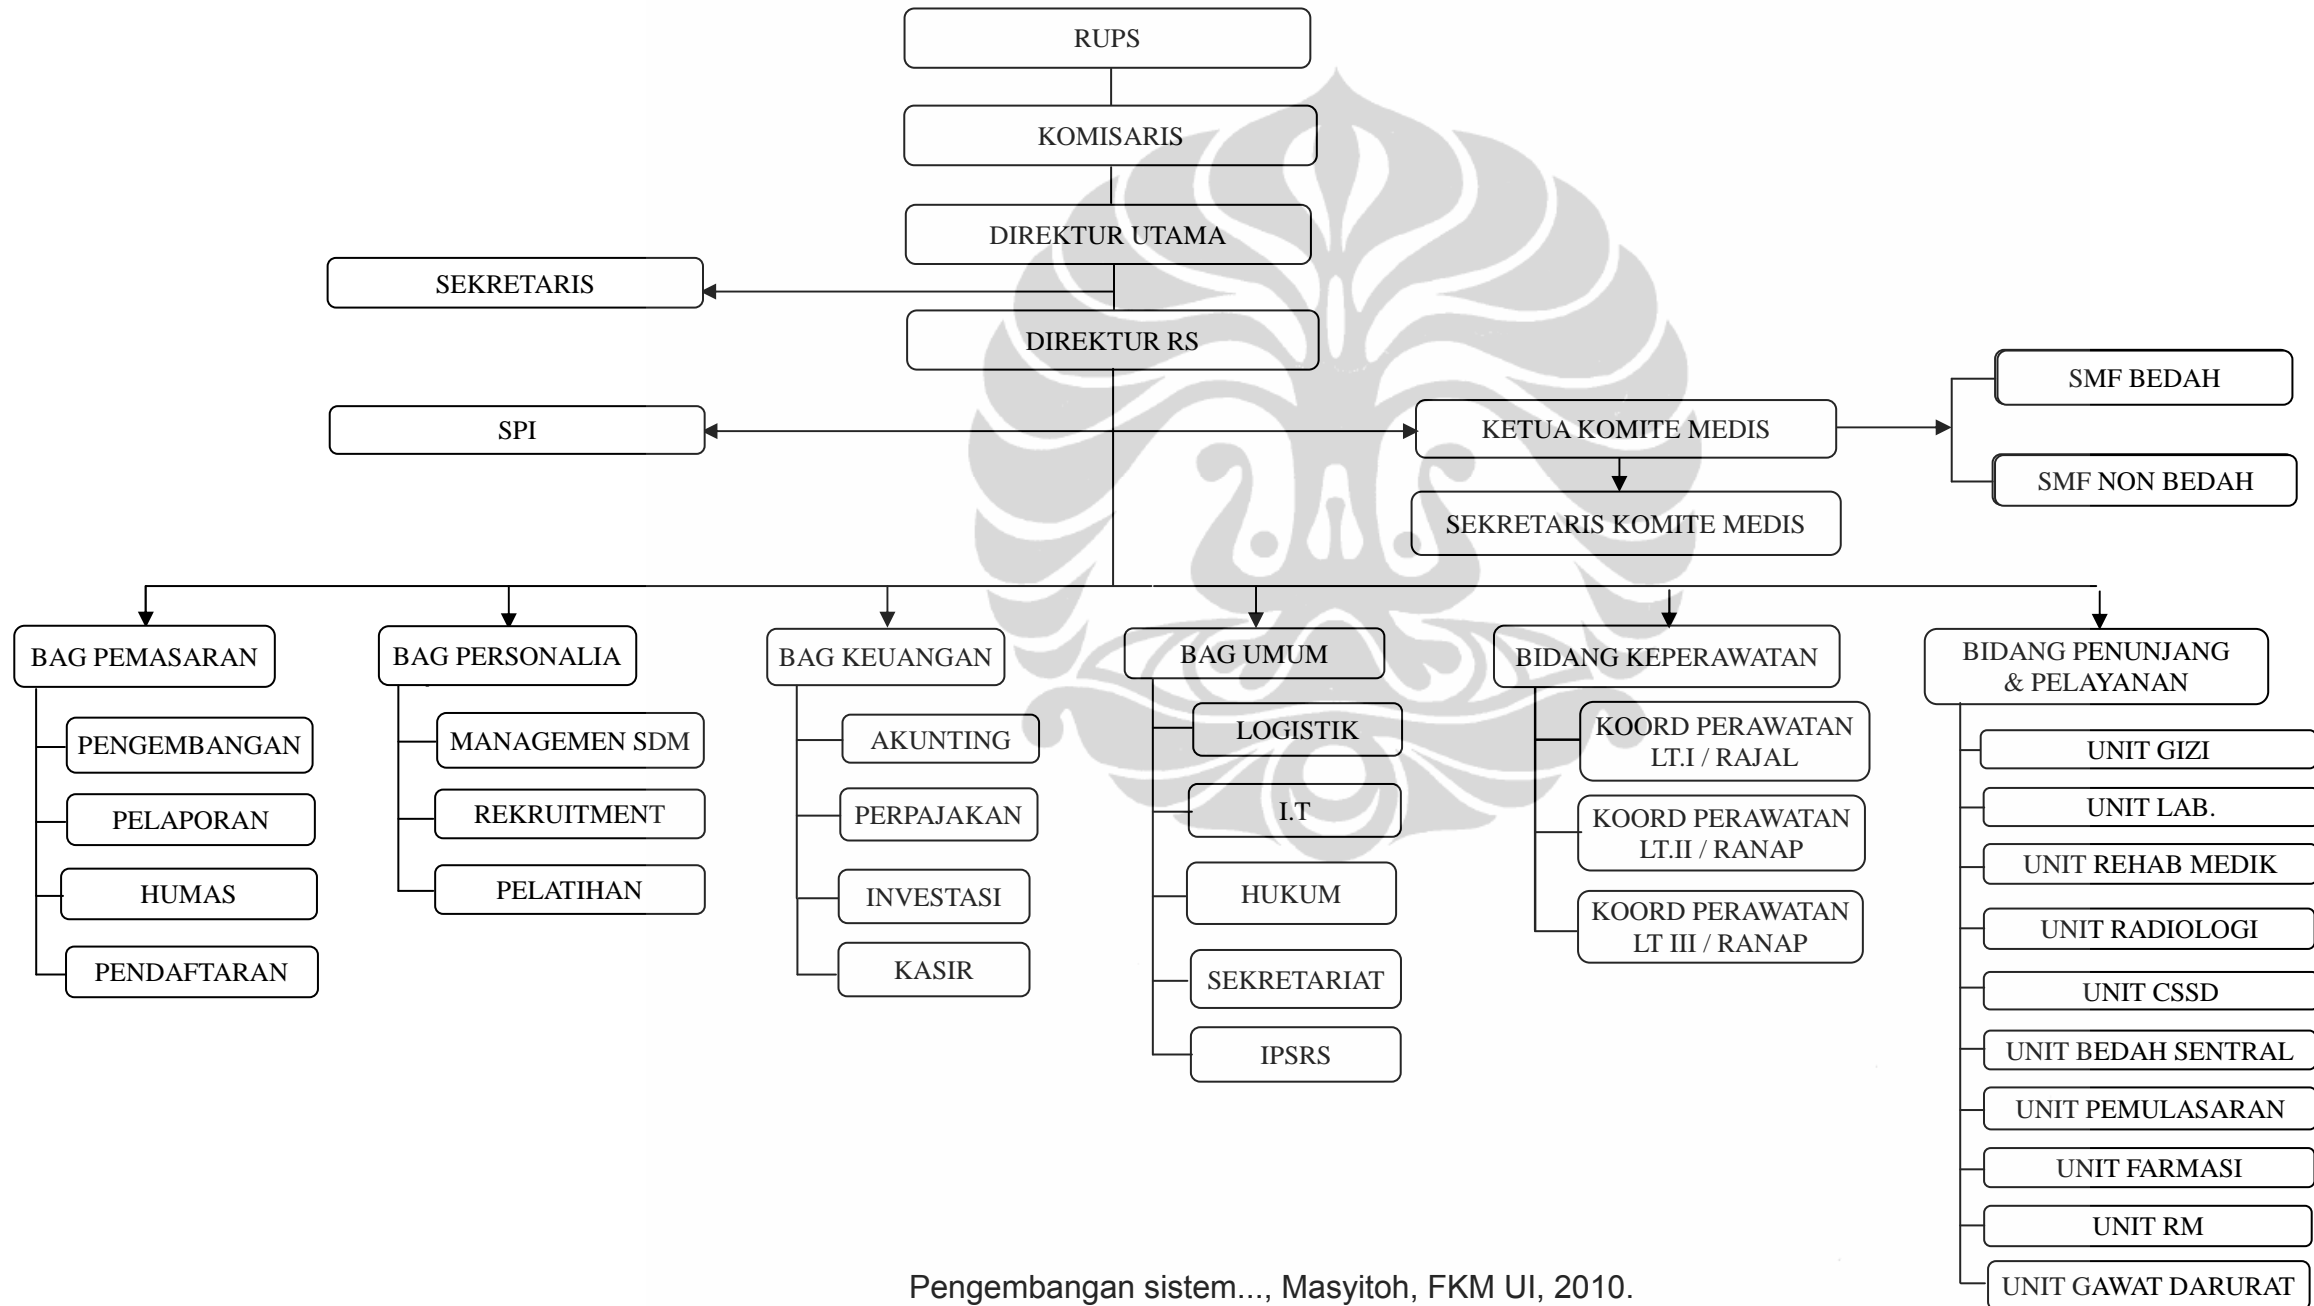 RUPS
KOMISARIS
DIREKTUR UTAMA
SEKRETARIS
DIREKTUR RS
SPI
KETUA KOMITE MEDIS
SEKRETARIS KOMITE MEDIS
SMF BEDAH
SMF NON BEDAH
BAG PEMASARAN
PENGEMBANGAN
PELAPORAN
HUMAS
PENDAFTARAN
BAG PERSONALIA
MANAGEMEN SDM
REKRUITMENT
PELATIHAN
BAG KEUANGAN
AKUNTING
PERPAJAKAN
INVESTASI
KASIR
BAG UMUM
LOGISTIK
I.T
HUKUM
SEKRETARIAT
IPSRS
BIDANG KEPERAWATAN
KOORD PERAWATAN
LT.I / RAJAL
KOORD PERAWATAN
LT.II / RANAP
KOORD PERAWATAN
LT III / RANAP
BIDANG PENUNJANG
& PELAYANAN
UNIT GIZI
UNIT LAB.
UNIT REHAB MEDIK
UNIT RADIOLOGI
UNIT CSSD
UNIT BEDAH SENTRAL
UNIT PEMULASARAN
UNIT FARMASI
UNIT RM
UNIT GAWAT DARURAT
Pengembangan sistem..., Masyitoh, FKM UI, 2010.